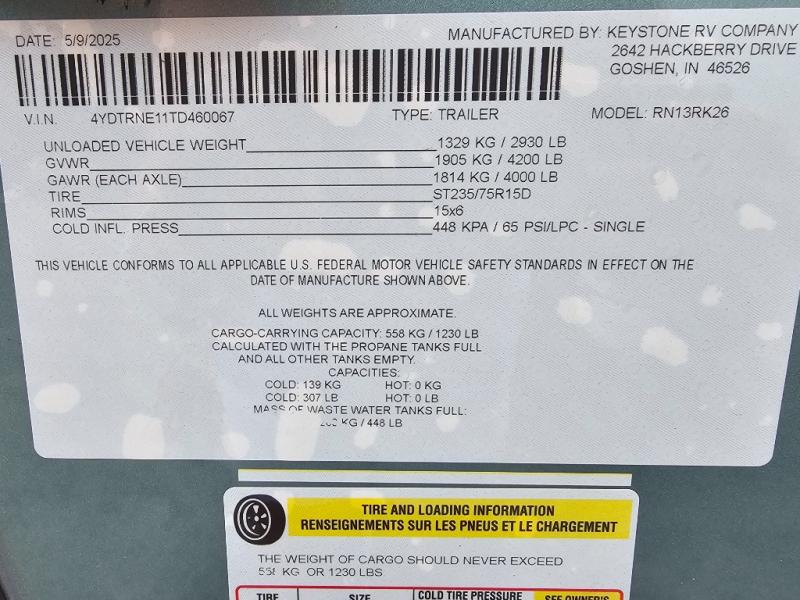 DATE: 5/9/2025
MANUFACTURED BY: KEYSTONE RV COMPANY
2642 HACKBERRY DRIVE
GOSHEN, IN 46526
V.I.N. 4YDTRNE11TD460067 TYPE: TRAILER MODEL: RN13RK26
UNLOADED VEHICLE WEIGHT 1329 KG / 2930 LB
GVWR 1905 KG / 4200 LB
GAWR (EACH AXLE) 1814 KG / 4000 LB
TIRE ST235/75R15D
RIMS 15x6
COLD INFL. PRESS 448 KPA / 65 PSI/LPC - SINGLE
THIS VEHICLE CONFORMS TO ALL APPLICABLE U.S. FEDERAL MOTOR VEHICLE SAFETY STANDARDS IN EFFECT ON THE
DATE OF MANUFACTURE SHOWN ABOVE.
ALL WEIGHTS ARE APPROXIMATE.
CARGO-CARRYING CAPACITY: 558 KG / 1230 LB
CALCULATED WITH THE PROPANE TANKS FULL
AND ALL OTHER TANKS EMPTY.
CAPACITIES:
COLD: 139 KG HOT: 0 KG
COLD: 307 LB HOT: 0 LB
MASS OF WASTE WATER TANKS FULL:
KG / 448 LB
TIRE AND LOADING INFORMATION
RENSEIGNEMENTS SUR LES PNEUS ET LE CHARGEMENT
THE WEIGHT OF CARGO SHOULD NEVER EXCEED
KG OR 1230 LBS
TIRE SIZE COLD TIRE PRESSURE SEE OWNER'S